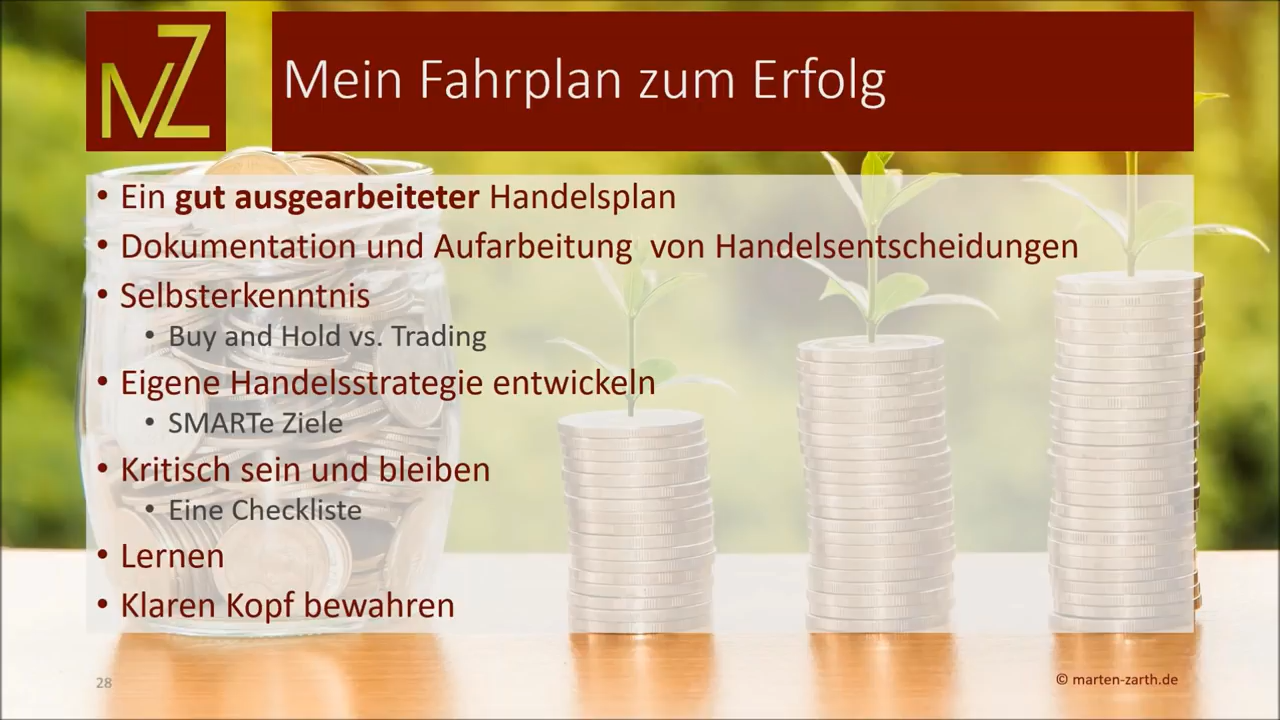 MZ
Mein Fahrplan zum Erfolg
• Ein gut ausgearbeiteter Handelsplan
• Dokumentation und Aufarbeitung von Handelsentscheidungen
• Selbsterkenntnis
• Buy and Hold vs. Trading
• Eigene Handelsstrategie entwickeln
• SMARTe Ziele
• Kritisch sein und bleiben
• Eine Checkliste
• Lernen
• Klaren Kopf bewahren
28
© marten-zarth.de